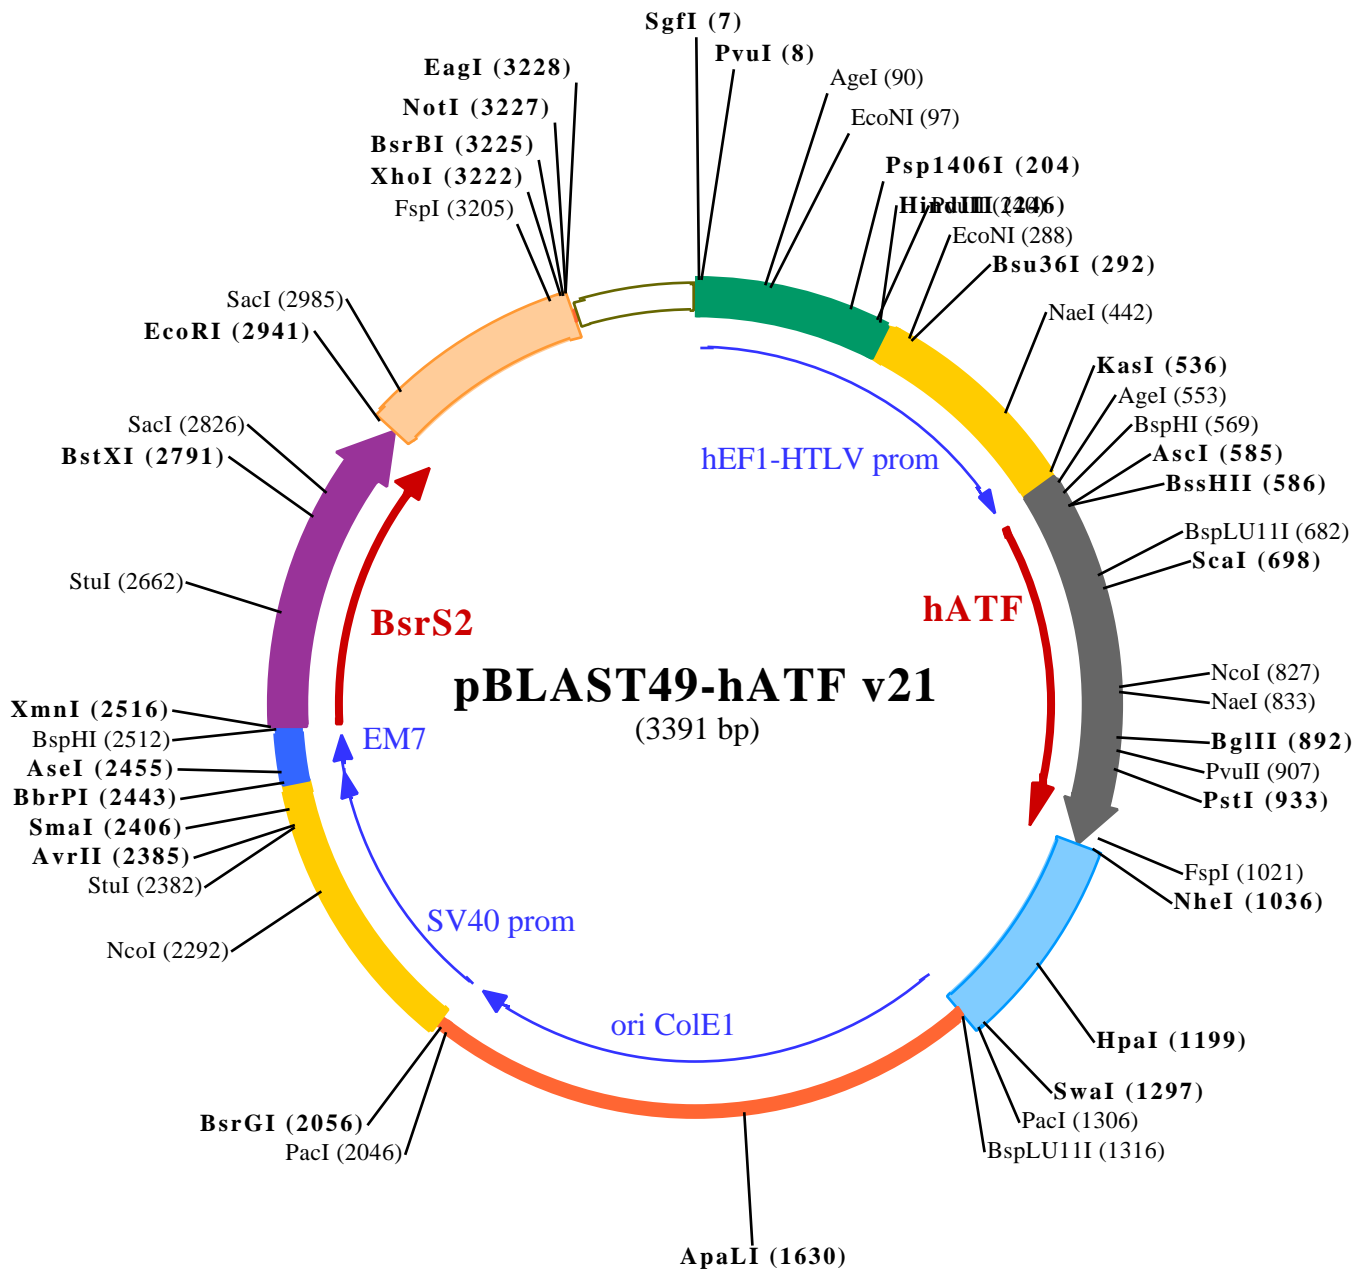 SgfI (7)
PvuI (8)
AgeI (90)
EcoNI (97)
Psp1406I (204)
HindIII (246)
EcoNI (288)
Bsu36I (292)
NaeI (442)
KasI (536)
AgeI (553)
BspHI (569)
AscI (585)
BssHII (586)
BspLU11I (682)
ScaI (698)
NcoI (827)
NaeI (833)
BglII (892)
PvuII (907)
PstI (933)
FspI (1021)
NheI (1036)
HpaI (1199)
SwaI (1297)
PacI (1306)
BspLU11I (1316)
ApaLI (1630)
PacI (2046)
BsrGI (2056)
NcoI (2292)
StuI (2382)
AvrII (2385)
SmaI (2406)
BbrPI (2443)
AseI (2455)
BspHI (2512)
XmnI (2516)
StuI (2662)
BstXI (2791)
SacI (2826)
EcoRI (2941)
SacI (2985)
FspI (3205)
XhoI (3222)
BsrBI (3225)
NotI (3227)
EagI (3228)
hEF1-HTLV prom
hATF
BsrS2
pBLAST49-hATF v21
(3391 bp)
EM7
SV40 prom
ori ColE1